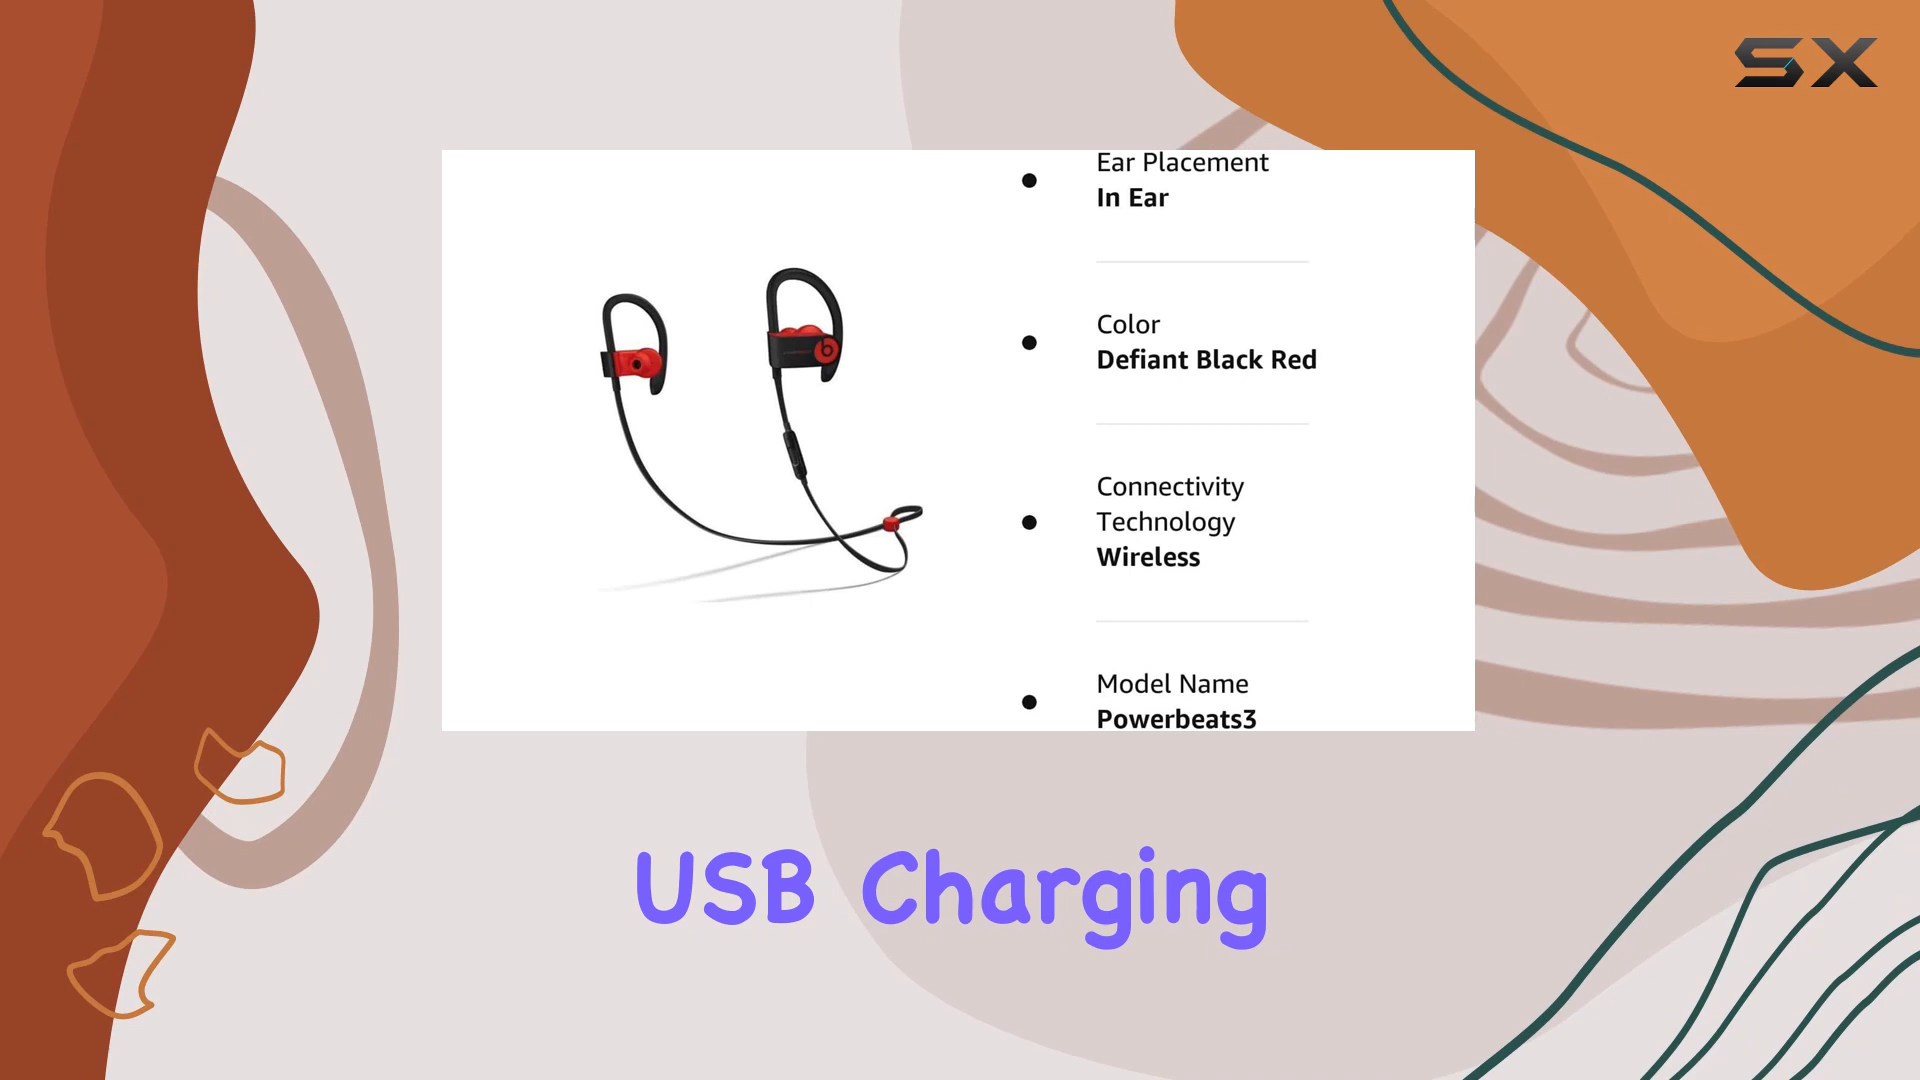 SX
Ear Placement
In Ear
Color
Defiant Black Red
Connectivity
Technology
Wireless
Model Name
Powerbeats3
USB Charging